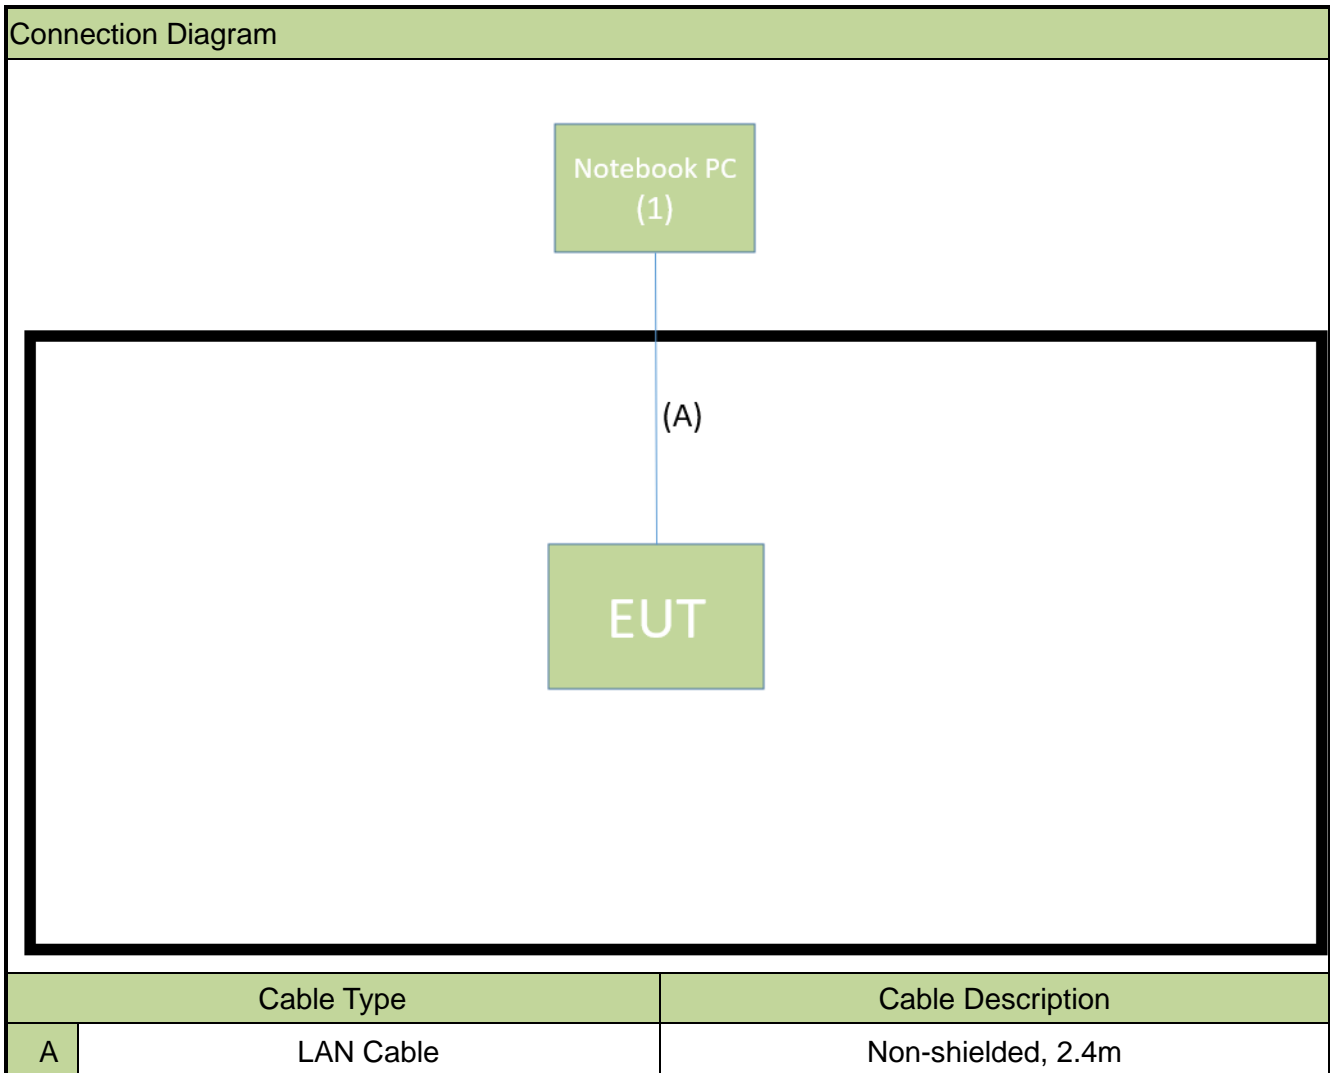 Connection Diagram
Notebook PC
(1)
(A)
EUT
Cable Type Cable Description
A LAN Cable Non-shielded, 2.4m